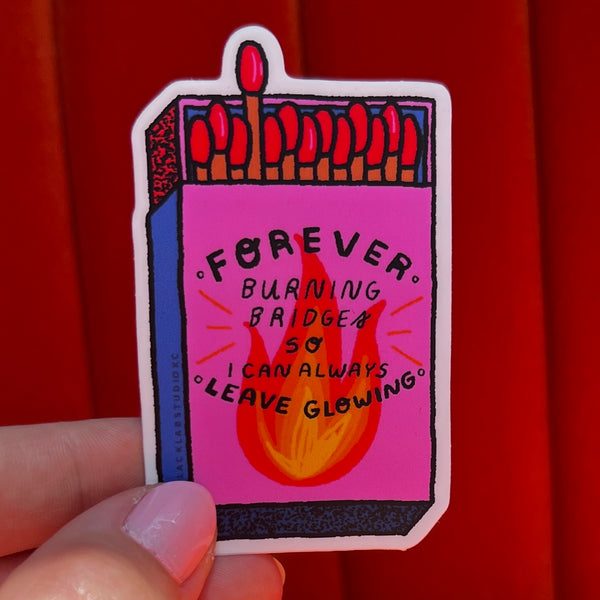 FOREVER
BURNING
BRIDGES
SO
I CAN ALWAYS
LEAVE GLOWING